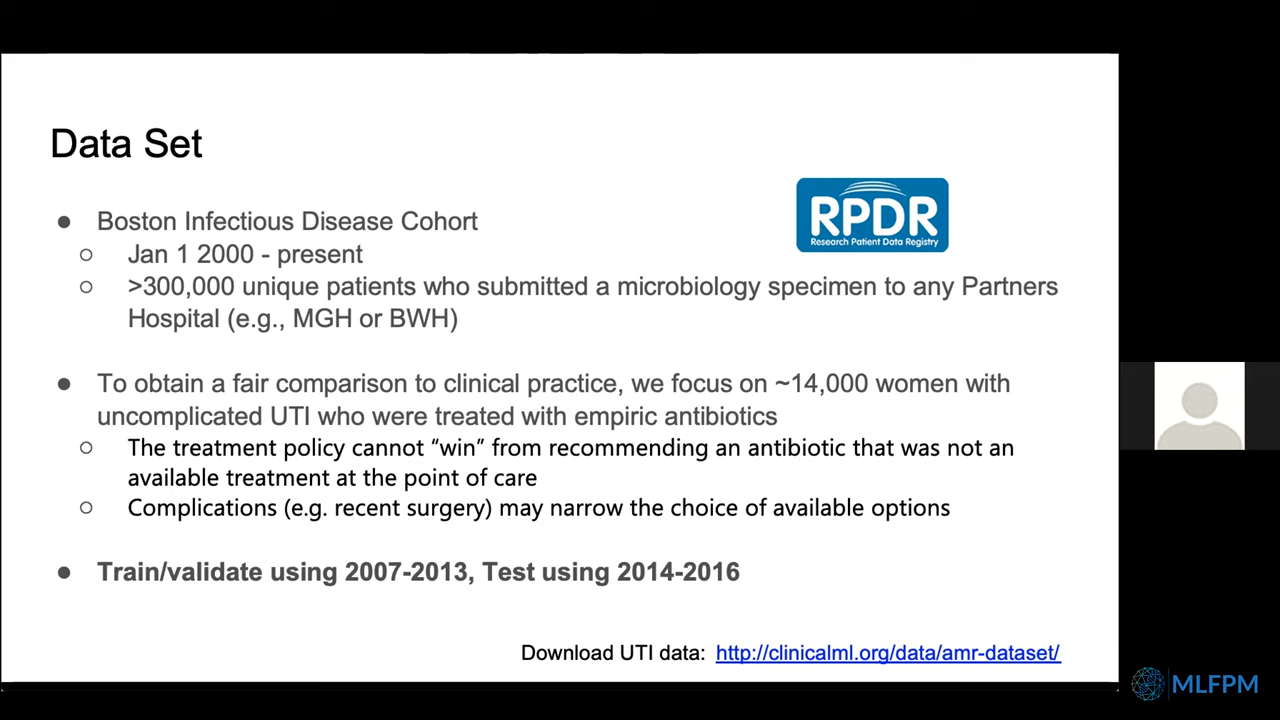 Data Set
RPDR
Research Patient Data Registry
● Boston Infectious Disease Cohort
○ Jan 1 2000 - present
○ >300,000 unique patients who submitted a microbiology specimen to any Partners
Hospital (e.g., MGH or BWH)
● To obtain a fair comparison to clinical practice, we focus on ~14,000 women with
uncomplicated UTI who were treated with empiric antibiotics
○ The treatment policy cannot “win” from recommending an antibiotic that was not an
available treatment at the point of care
○ Complications (e.g. recent surgery) may narrow the choice of available options
● Train/validate using 2007-2013, Test using 2014-2016
Download UTI data: http://clinicalml.org/data/amr-dataset/
MLFPM